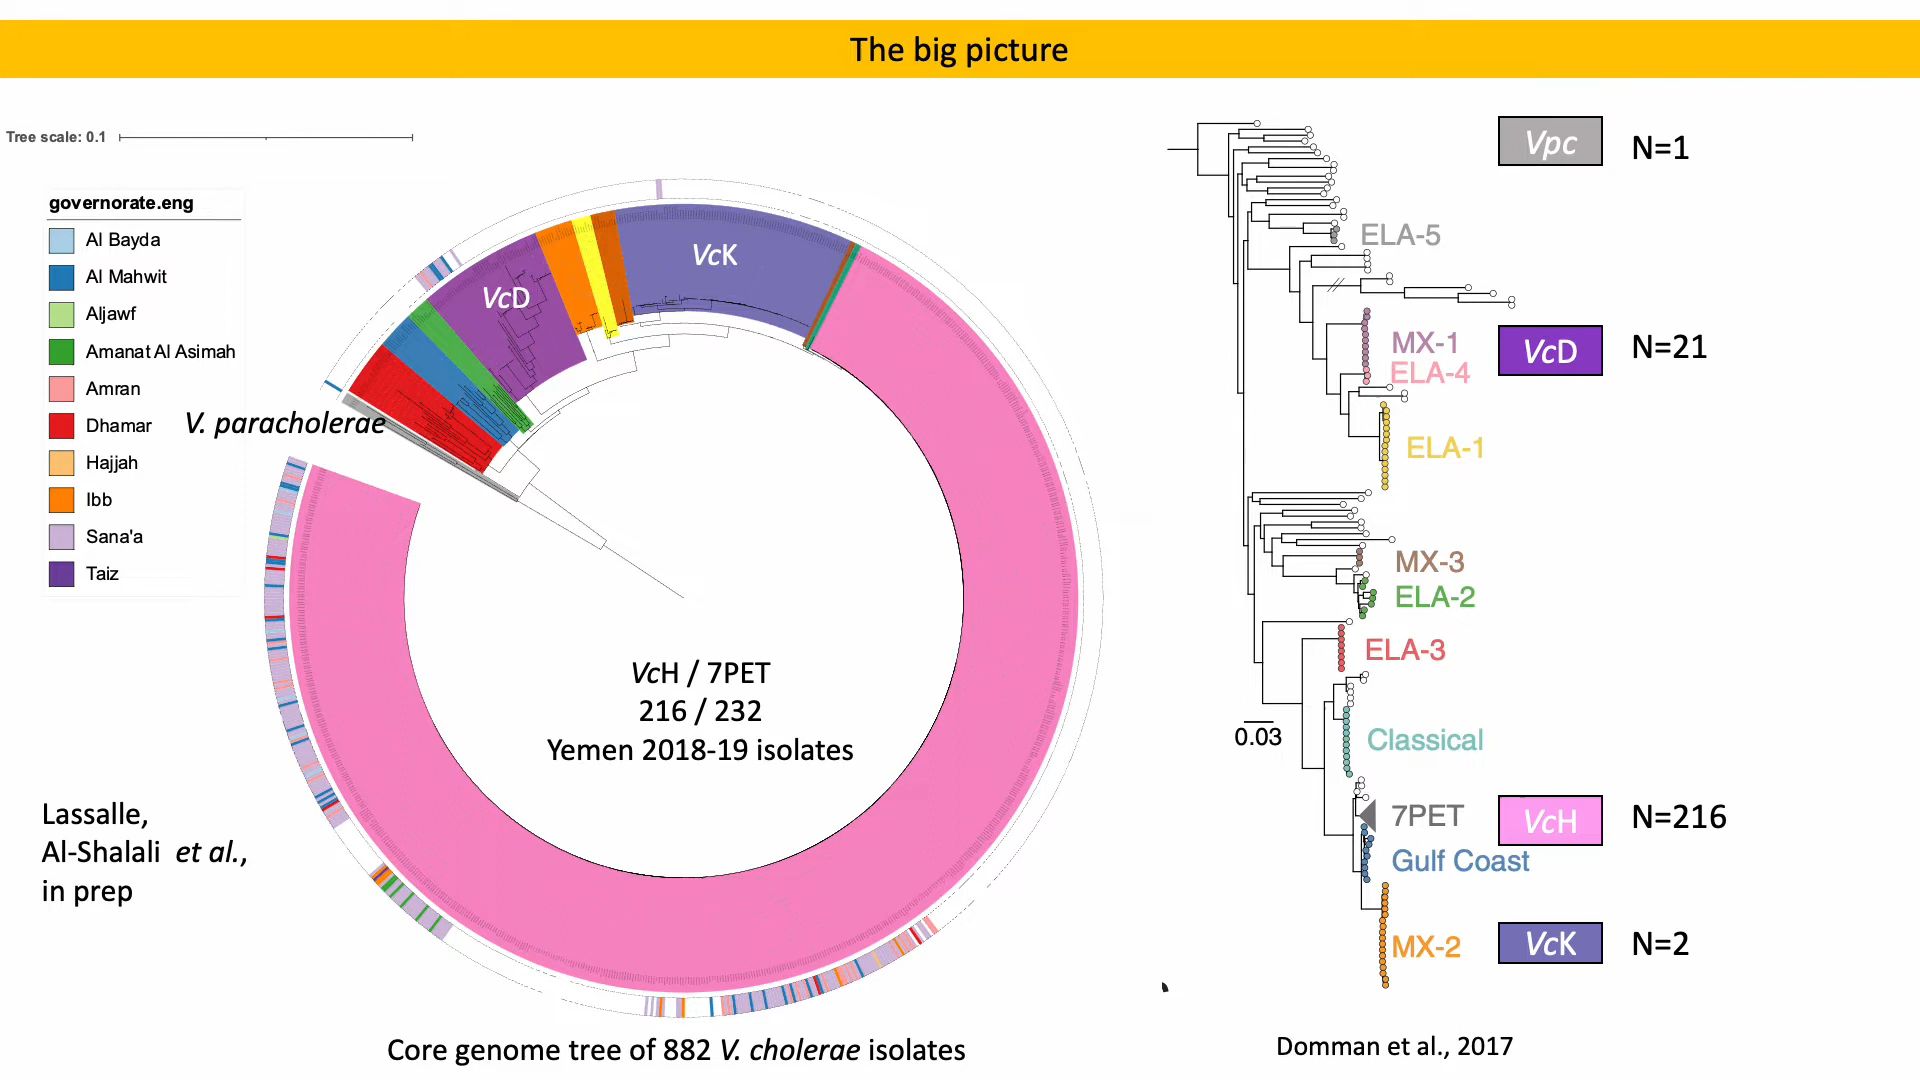 The big picture
Tree scale: 0.1
governorate.eng
Al Bayda
Al Mahwit
Aljawf
Amanat Al Asimah
Amran
Dhamar
Hajjah
Ibb
Sana'a
Taiz
V. paracholerae
VcD
VcK
VcH / 7PET
216 / 232
Yemen 2018-19 isolates
Lassalle,
Al-Shalali et al.,
in prep
Core genome tree of 882 V. cholerae isolates
Vpc N=1
ELA-5
MX-1
VcD N=21
ELA-4
ELA-1
MX-3
ELA-2
ELA-3
0.03
Classical
7PET
VcH N=216
Gulf Coast
MX-2
VcK N=2
Domman et al., 2017